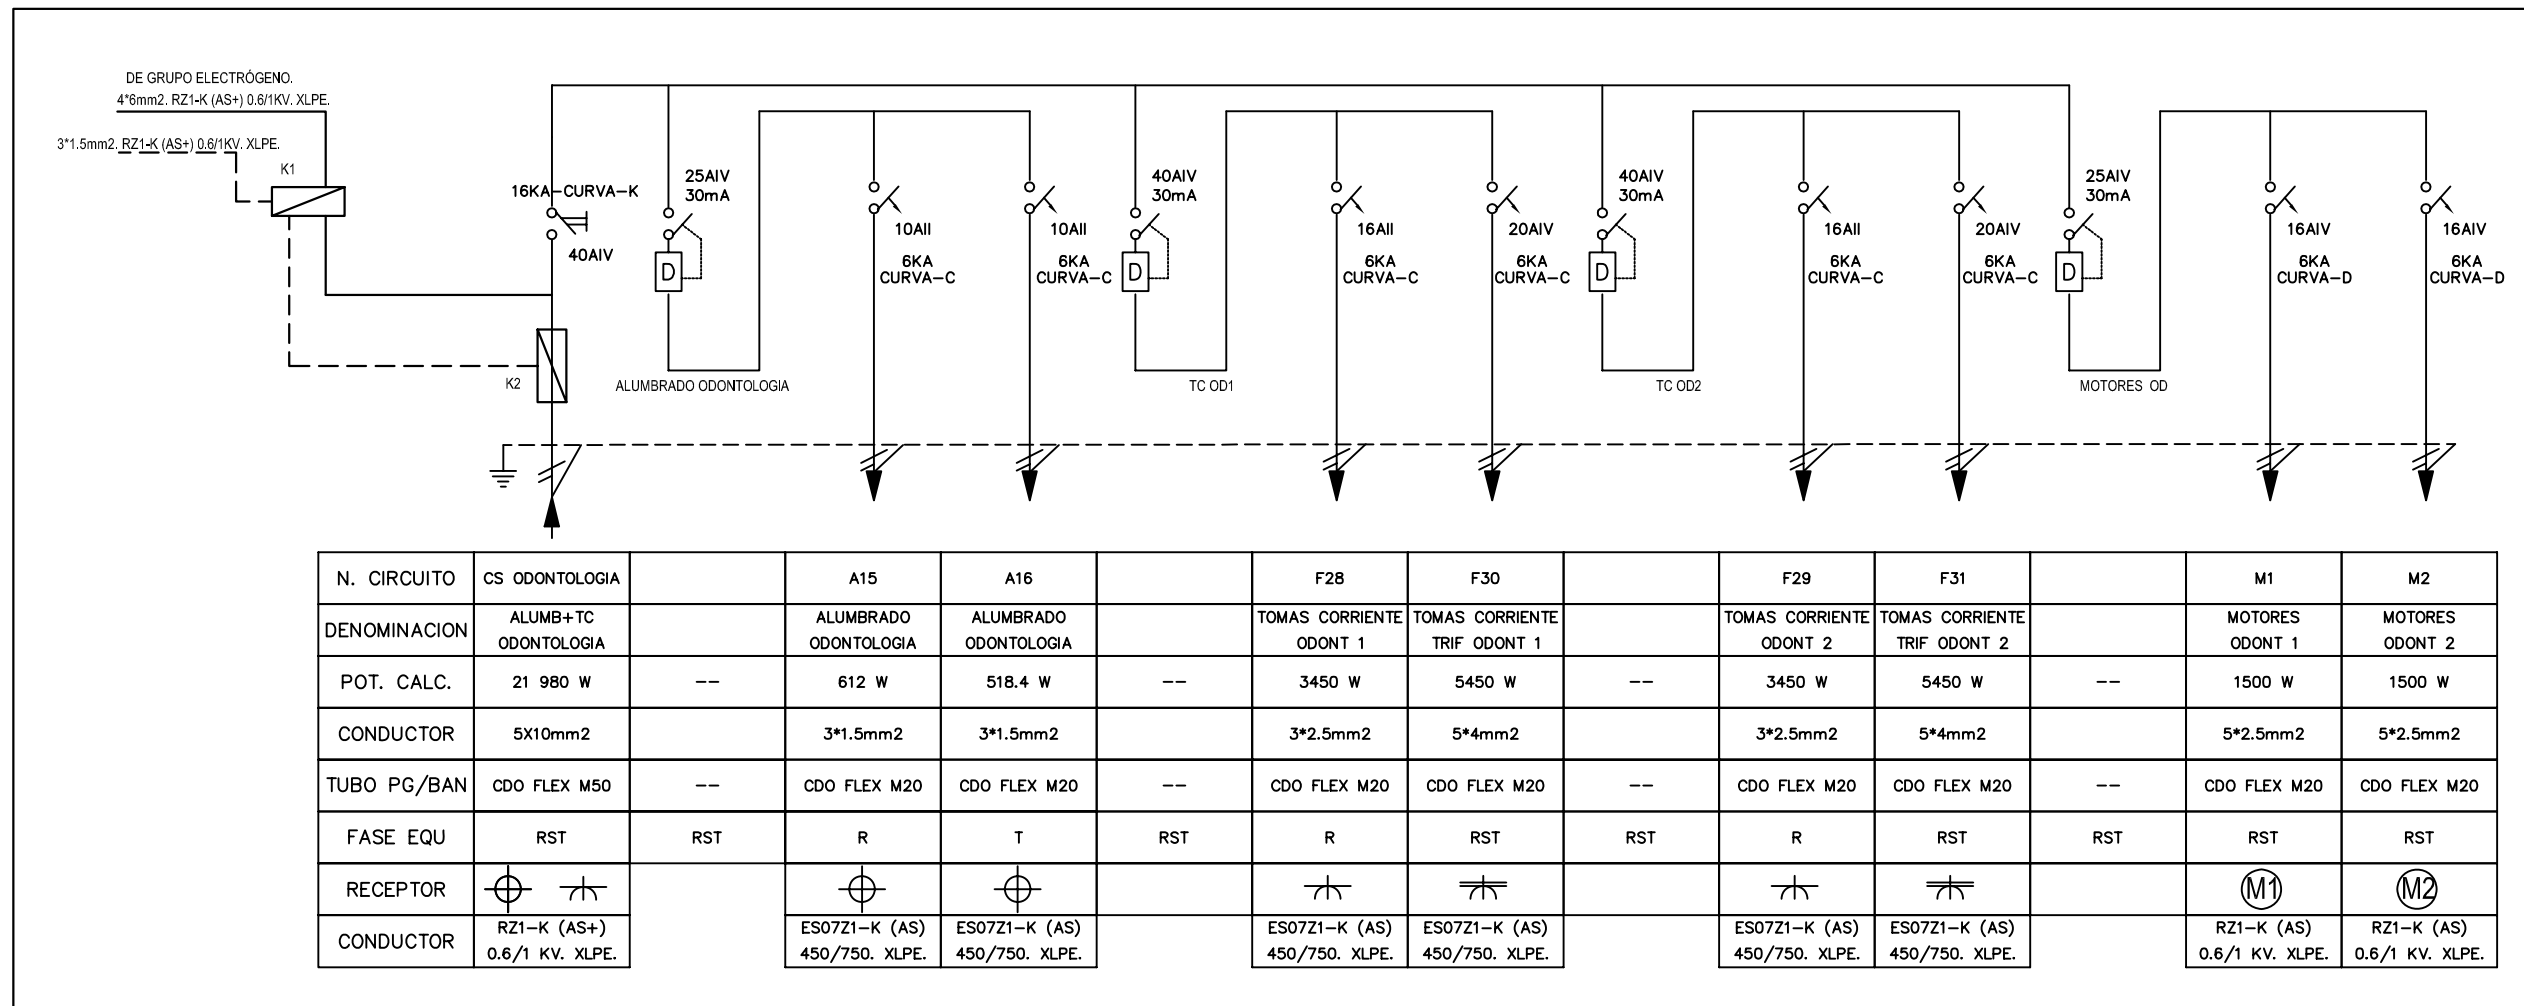 DE GRUPO ELECTRÓGENO.
4*6mm2. RZ1-K (AS+) 0.6/1KV. XLPE.
3*1.5mm2. RZ1-K (AS+) 0.6/1KV. XLPE.
K1
16KA-CURVA-K
40AIV
K2
25AIV
30mA
D
ALUMBRADO ODONTOLOGIA
10AII
6KA
CURVA-C
10AII
6KA
CURVA-C
40AIV
30mA
D
TC OD1
16AII
6KA
CURVA-C
20AIV
6KA
CURVA-C
40AIV
30mA
D
TC OD2
16AII
6KA
CURVA-C
20AIV
6KA
CURVA-C
25AIV
30mA
D
MOTORES OD
16AIV
6KA
CURVA-D
16AIV
6KA
CURVA-D
N. CIRCUITO CS ODONTOLOGIA A15 A16 F28 F30 F29 F31 M1 M2
DENOMINACION ALUMB+TC ALUMBRADO ALUMBRADO TOMAS CORRIENTE TOMAS CORRIENTE TOMAS CORRIENTE TOMAS CORRIENTE MOTORES MOTORES
ODONTOLOGIA ODONTOLOGIA ODONTOLOGIA ODONT 1 TRIF ODONT 1 ODONT 2 TRIF ODONT 2 ODONT 1 ODONT 2
POT. CALC. 21 980 W -- 612 W 518.4 W -- 3450 W 5450 W -- 3450 W 5450 W -- 1500 W 1500 W
CONDUCTOR 5X10mm2 3*1.5mm2 3*1.5mm2 3*2.5mm2 5*4mm2 3*2.5mm2 5*4mm2 5*2.5mm2 5*2.5mm2
TUBO PG/BAN CDO FLEX M50 -- CDO FLEX M20 CDO FLEX M20 -- CDO FLEX M20 CDO FLEX M20 -- CDO FLEX M20 CDO FLEX M20 -- CDO FLEX M20 CDO FLEX M20
FASE EQU RST RST R T RST R RST RST R RST RST RST RST
RECEPTOR M1 M2
CONDUCTOR RZ1-K (AS+) ES07Z1-K (AS) ES07Z1-K (AS) ES07Z1-K (AS) ES07Z1-K (AS) ES07Z1-K (AS) ES07Z1-K (AS) RZ1-K (AS) RZ1-K (AS)
0.6/1 KV. XLPE. 450/750. XLPE. 450/750. XLPE. 450/750. XLPE. 450/750. XLPE. 450/750. XLPE. 450/750. XLPE. 0.6/1 KV. XLPE. 0.6/1 KV. XLPE.